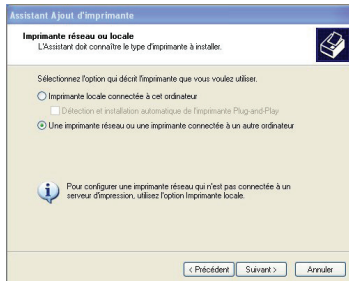 Assistant Ajout d'imprimante
Imprimante réseau ou locale
L'Assistant doit connaître le type d'imprimante à installer.
Sélectionnez l'option qui décrit l'imprimante que vous voulez utiliser.
Imprimante locale connectée à cet ordinateur
Détection et installation automatique de l'imprimante Plug-and-Play
Une imprimante réseau ou une imprimante connectée à un autre ordinateur
Pour configurer une imprimante réseau qui n'est pas connectée à un
serveur d'impression, utilisez l'option Imprimante locale.
< Précédent Suivant > Annuler